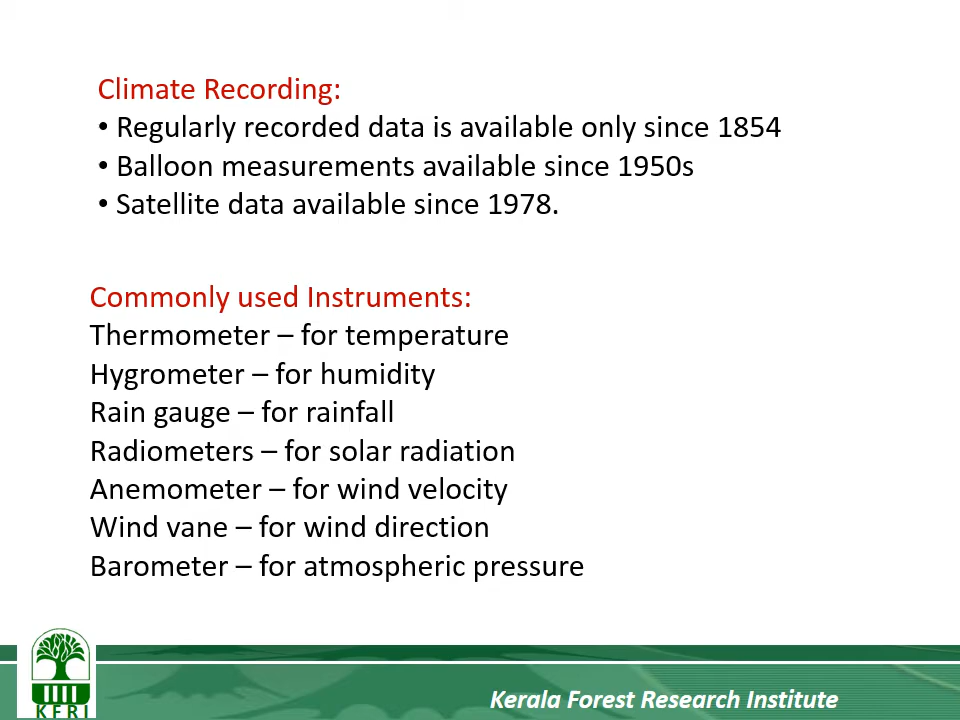 Climate Recording:
• Regularly recorded data is available only since 1854
• Balloon measurements available since 1950s
• Satellite data available since 1978.
Commonly used Instruments:
Thermometer – for temperature
Hygrometer – for humidity
Rain gauge – for rainfall
Radiometers – for solar radiation
Anemometer – for wind velocity
Wind vane – for wind direction
Barometer – for atmospheric pressure
KFRI
Kerala Forest Research Institute